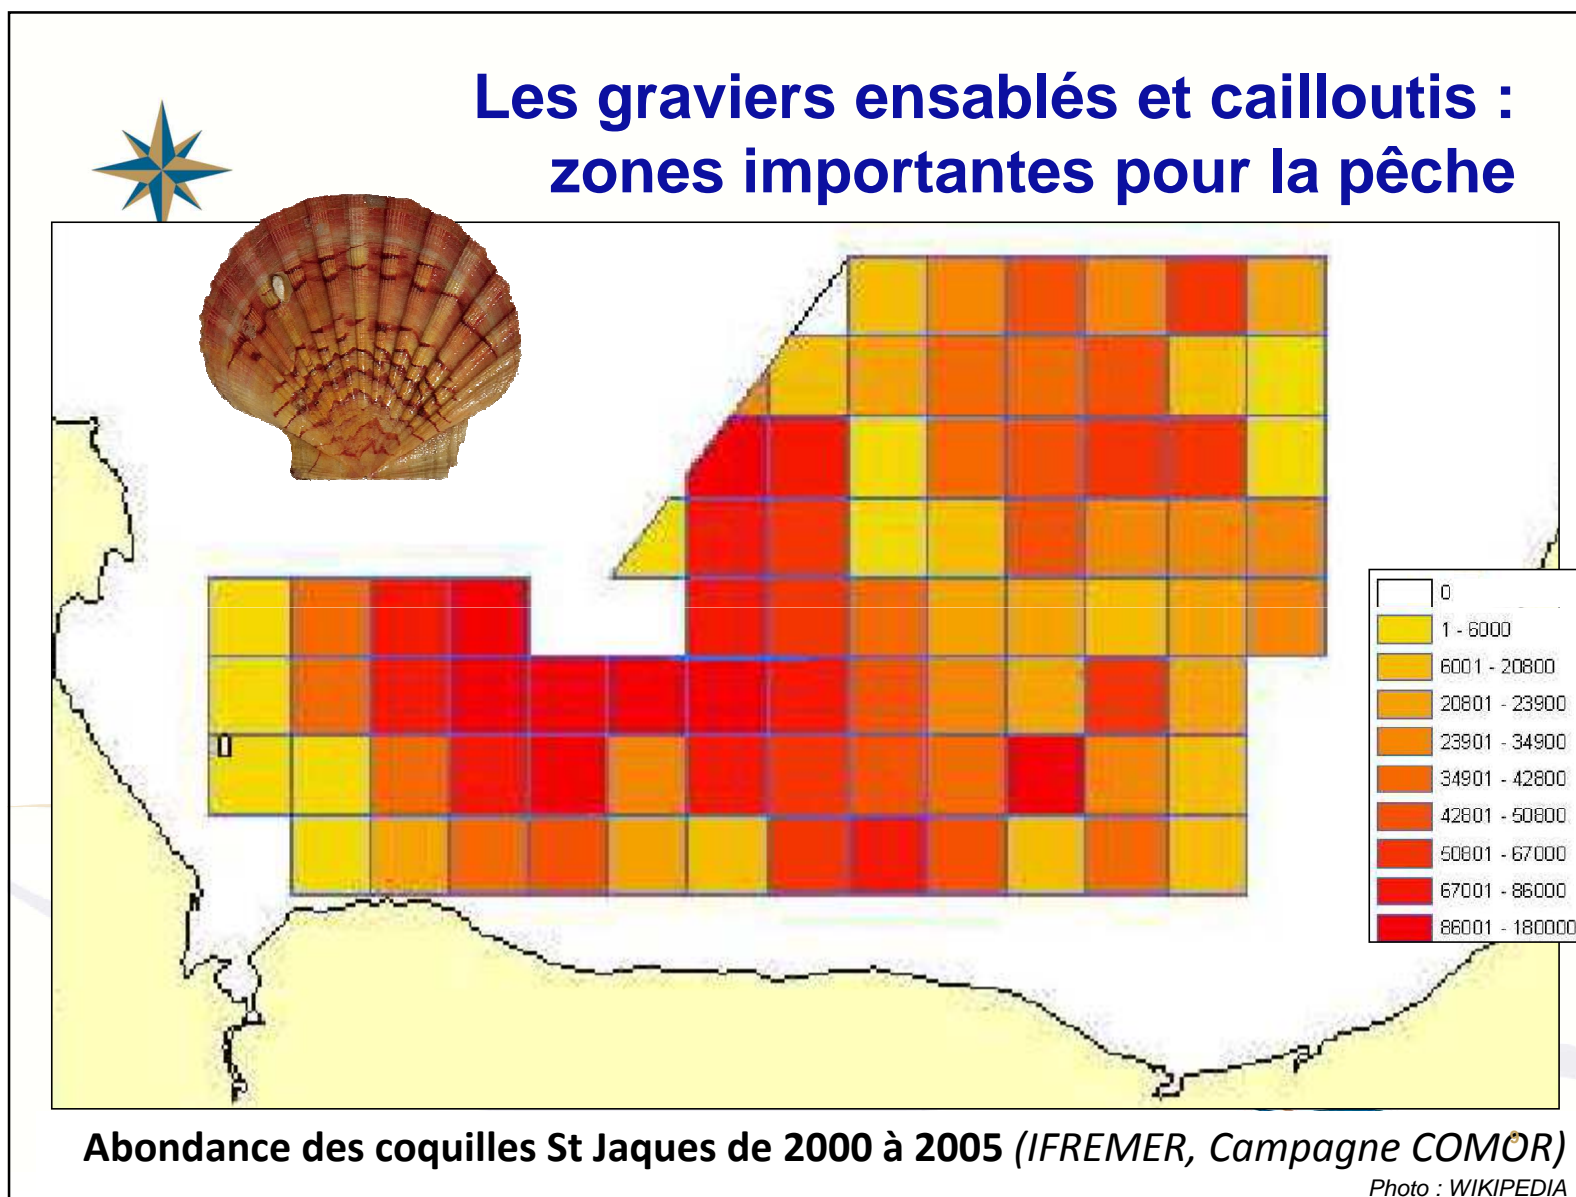 Les graviers ensablés et cailloutis :
zones importantes pour la pêche
0
0
1 - 6000
6001 - 20800
20801 - 23900
23901 - 34900
34901 - 42800
42801 - 50800
50801 - 67000
67001 - 86000
86001 - 180000
Abondance des coquilles St Jaques de 2000 à 2005 (IFREMER, Campagne COMOR)
9
Photo : WIKIPEDIA